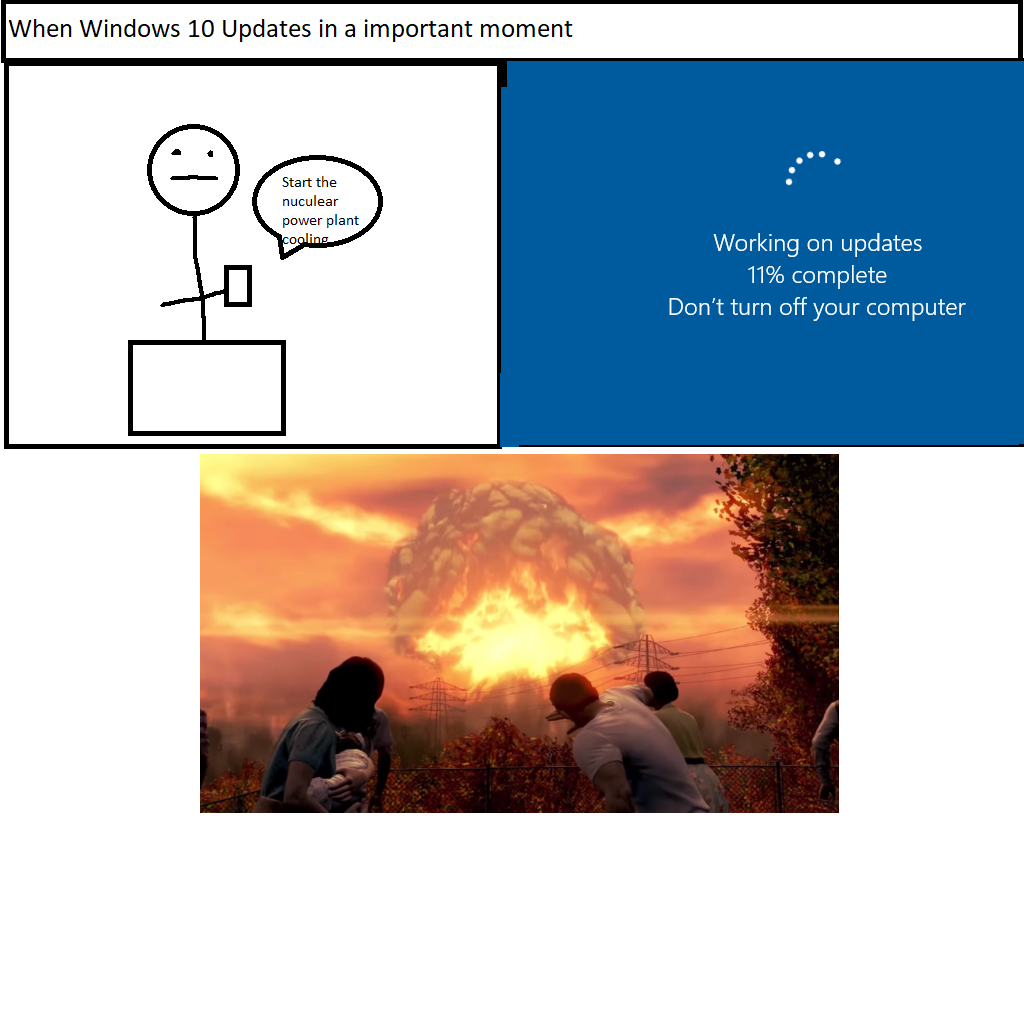 When Windows 10 Updates in a important moment
Start the
nuculear
power plant
cooling
Working on updates
11% complete
Don’t turn off your computer